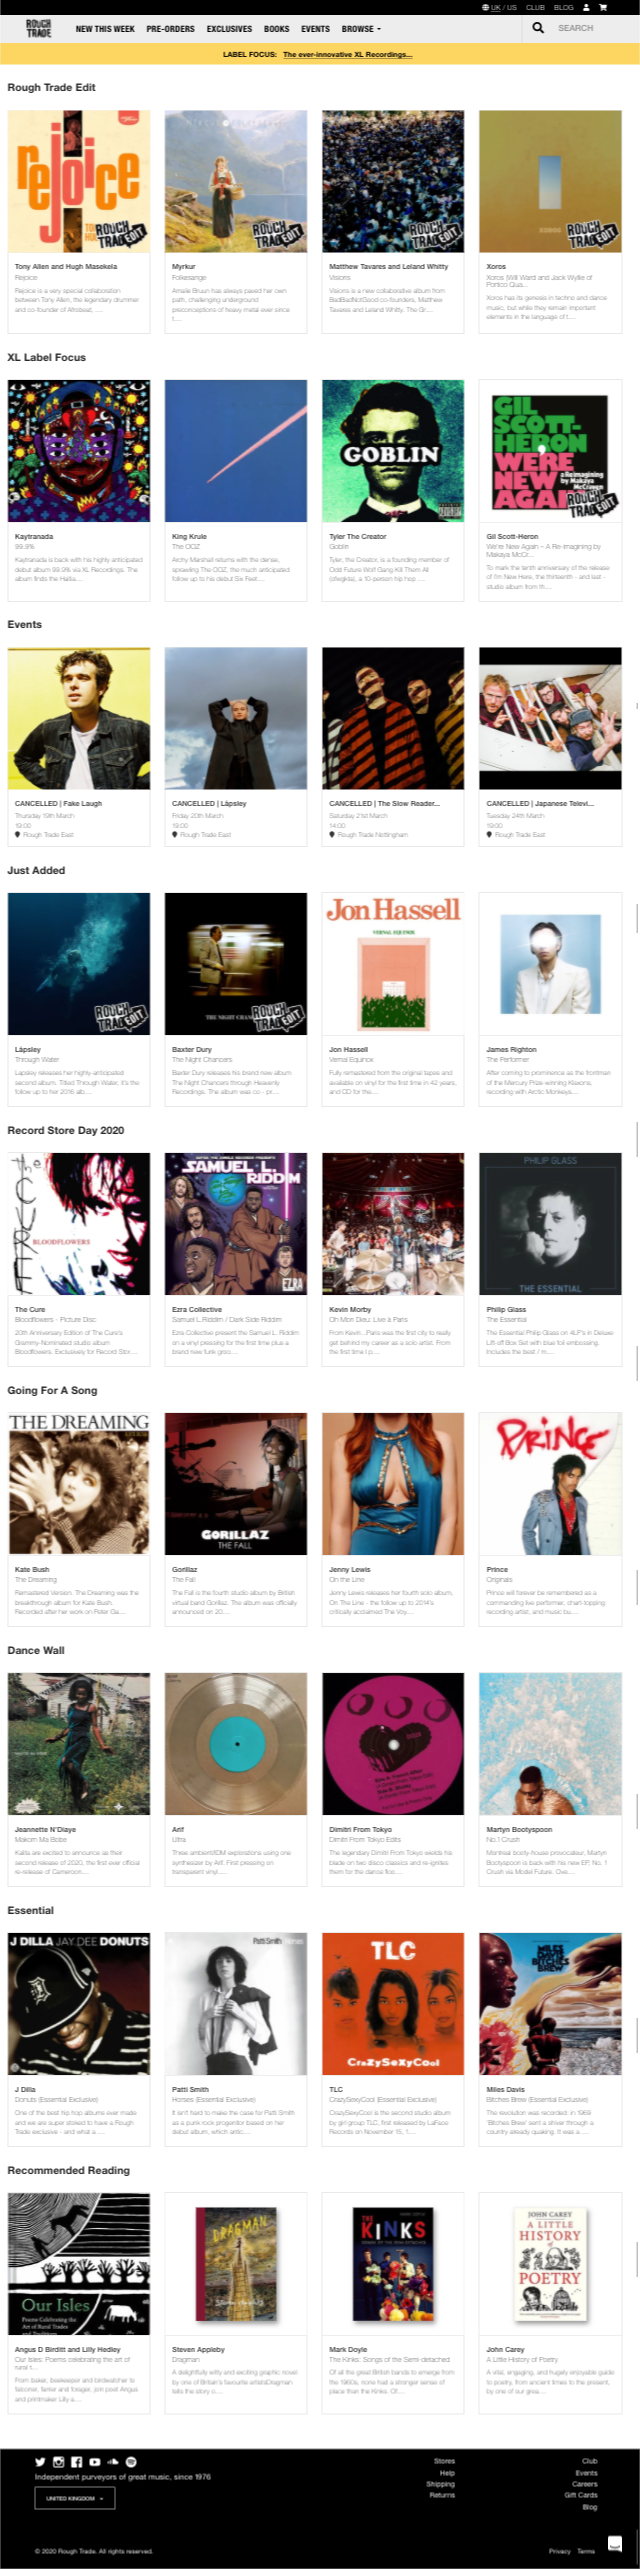 UK / US CLUB BLOG
ROUGH TRADE
NEW THIS WEEK PRE-ORDERS EXCLUSIVES BOOKS EVENTS BROWSE
SEARCH
LABEL FOCUS: The ever-innovative XL Recordings...
Rough Trade Edit
rejoice
ROUGH TRADE EDIT
ROUGH TRADE EDIT
ROUGH TRADE EDIT
XOROS
ROUGH TRADE EDIT
Tony Allen and Hugh Masekela
Rejoice
Rejoice is a very special collaboration
between Tony Allen, the legendary drummer
and co-founder of Afrobeat, ....
Myrkur
Folkesange
Amalie Bruun has always paved her own
path, challenging underground
preconceptions of heavy metal ever since
t....
Matthew Tavares and Leland Whitty
Visions
Visions is a new collaborative album from
BadBadNotGood co-founders, Matthew
Tavares and Leland Whitty. The Gr....
Xoros
Xoros (Will Ward and Jack Wyllie of
Portico Qua...
Xoros has its genesis in techno and dance
music, but while they remain important
elements in the language of t....
XL Label Focus
GOBLIN
GIL
SCOTT-
HERON
WE'RE
NEW
AGAIN
a Reimagining
by Makaya
McCraven
ROUGH TRADE EDIT
Kaytranada
99.9%
Kaytranada is back with his highly anticipated
debut album 99.9% via XL Recordings. The
album finds the Haitia....
King Krule
The OOZ
Archy Marshall returns with the dense,
sprawling The OOZ, the much anticipated
follow up to his debut Six Feet....
Tyler The Creator
Goblin
Tyler, the Creator, is a founding member of
Odd Future Wolf Gang Kill Them All
(ofwgkta), a 10-person hip hop ....
Gil Scott-Heron
We're New Again – A Re-imagining by
Makaya McCr...
To mark the tenth anniversary of the release
of I'm New Here, the thirteenth - and last -
studio album from th....
Events
CANCELLED | Fake Laugh
Thursday 19th March
19:00
Rough Trade East
CANCELLED | Låpsley
Friday 20th March
19:00
Rough Trade East
CANCELLED | The Slow Reader...
Saturday 21st March
14:00
Rough Trade Nottingham
CANCELLED | Japanese Televi...
Tuesday 24th March
19:00
Rough Trade East
Just Added
ROUGH TRADE EDIT
THE NIGHT CHANCERS
ROUGH TRADE EDIT
Jon Hassell
VERNAL EQUINOX
Låpsley
Through Water
Lapsley releases her highly-anticipated
second album. Titled Through Water, it's the
follow up to her 2016 alb....
Baxter Dury
The Night Chancers
Baxter Dury releases his brand new album
The Night Chancers through Heavenly
Recordings. The album was co - pr....
Jon Hassell
Vernal Equinox
Fully remastered from the original tapes and
available on vinyl for the first time in 42 years,
and CD for the....
James Righton
The Performer
After coming to prominence as the frontman
of the Mercury Prize winning Klaxons,
recording with Arctic Monkeys....
Record Store Day 2020
the CURE
BLOODFLOWERS
SAMUEL L.
RIDDIM
EZRA
PHILIP GLASS
THE ESSENTIAL
The Cure
Bloodflowers - Picture Disc
20th Anniversary Edition of The Cure's
Grammy-Nominated studio album
Bloodflowers. Exclusively for Record Stor....
Ezra Collective
Samuel L.Riddim / Dark Side Riddim
Ezra Collective present the Samuel L. Riddim
on a vinyl pressing for the first time plus a
brand new funk groo....
Kevin Morby
Oh Mon Dieu: Live a Paris
From Kevin...Paris was the first city to really
get behind my career as a solo artist. From
the first time I p....
Philip Glass
The Essential
The Essential Philip Glass on 4LP's in Deluxe
Lift-off Box Set with blue foil embossing.
Includes the best / m....
Going For A Song
THE DREAMING
GORILLAZ
THE FALL
PRINCE
Kate Bush
The Dreaming
Remastered Version. The Dreaming was the
breakthrough album for Kate Bush.
Recorded after her work on Peter Ga....
Gorillaz
The Fall
The Fall is the fourth studio album by British
virtual band Gorillaz. The album was officially
announced on 20....
Jenny Lewis
On the Line
Jenny Lewis releases her fourth solo album,
On The Line - the follow up to 2014's
critically acclaimed The Voy....
Prince
Originals
Prince will forever be remembered as a
commanding live performer, chart-topping
recording artist, and music bu....
Dance Wall
Jeannette N'Diaye
Makom Ma Bobe
Kalita are excited to announce as their
second release of 2020, the first ever official
re-release of Cameroon....
Arif
Ultra
Three ambient/IDM explorations using one
synthesizer by Arif. First pressing on
transparent vinyl ....
Dimitri From Tokyo
Dimitri From Tokyo Edits
The legendary Dimitri From Tokyo wields his
blade on two disco classics and re-ignites
them for the dance floo....
Martyn Bootyspoon
No.1 Crush
Montreal booty-house provocateur, Martyn
Bootyspoon is back with his new EP, No. 1
Crush via Model Future. Ove....
Essential
J DILLA JAY DEE DONUTS
Patti Smith Horses
TLC
CrazySexyCool
MILES
DAVIS
BITCHES
BREW
J Dilla
Donuts (Essential Exclusive)
One of the best hip hop albums ever made
and we are super stoked to have a Rough
Trade exclusive - and what a ....
Patti Smith
Horses (Essential Exclusive)
It isn't hard to make the case for Patti Smith
as a punk rock progenitor based on her
debut album, which antic....
TLC
CrazySexyCool (Essential Exclusive)
CrazySexyCool is the second studio album
by girl group TLC, first released by LaFace
Records on November 15, 1....
Miles Davis
Bitches Brew (Essential Exclusive)
The revolution was recorded: in 1969
'Bitches Brew' sent a shiver through a
country already quaking. It was a ....
Recommended Reading
Our Isles
Poems Celebrating the
Art of Rural Trades
and Traditions
DRAGMAN
THE KINKS
JOHN CAREY
A LITTLE
HISTORY
of
POETRY
Angus D Birditt and Lilly Hedley
Our Isles: Poems celebrating the art of
rural t...
From baker, beekeeper and birdwatcher to
falconer, farrier and forager, join poet Angus
and printmaker Lilly a....
Steven Appleby
Dragman
A delightfully witty and exciting graphic novel
by one of Britain's favourite artistsDragman
tells the story o....
Mark Doyle
The Kinks: Songs of the Semi-detached
Of all the great British bands to emerge from
the 1960s, none had a stronger sense of
place than the Kinks. Of....
John Carey
A Little History of Poetry
A vital, engaging, and hugely enjoyable guide
to poetry, from ancient times to the present,
by one of our grea....
Independent purveyors of great music, since 1976
UNITED KINGDOM
Stores
Help
Shipping
Returns
Club
Events
Careers
Gift Cards
Blog
© 2020 Rough Trade. All rights reserved.
Privacy Terms